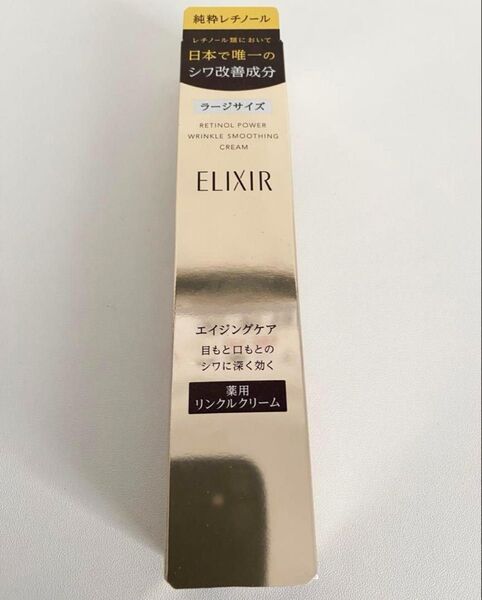 純粋レチノール
レチノール類において
日本で唯一の
シワ改善成分
ラージサイズ
RETINOL POWER
WRINKLE SMOOTHING
CREAM
ELIXIR
エイジングケア
目もと口もとの
シワに深く効く
薬用
リンクルクリーム